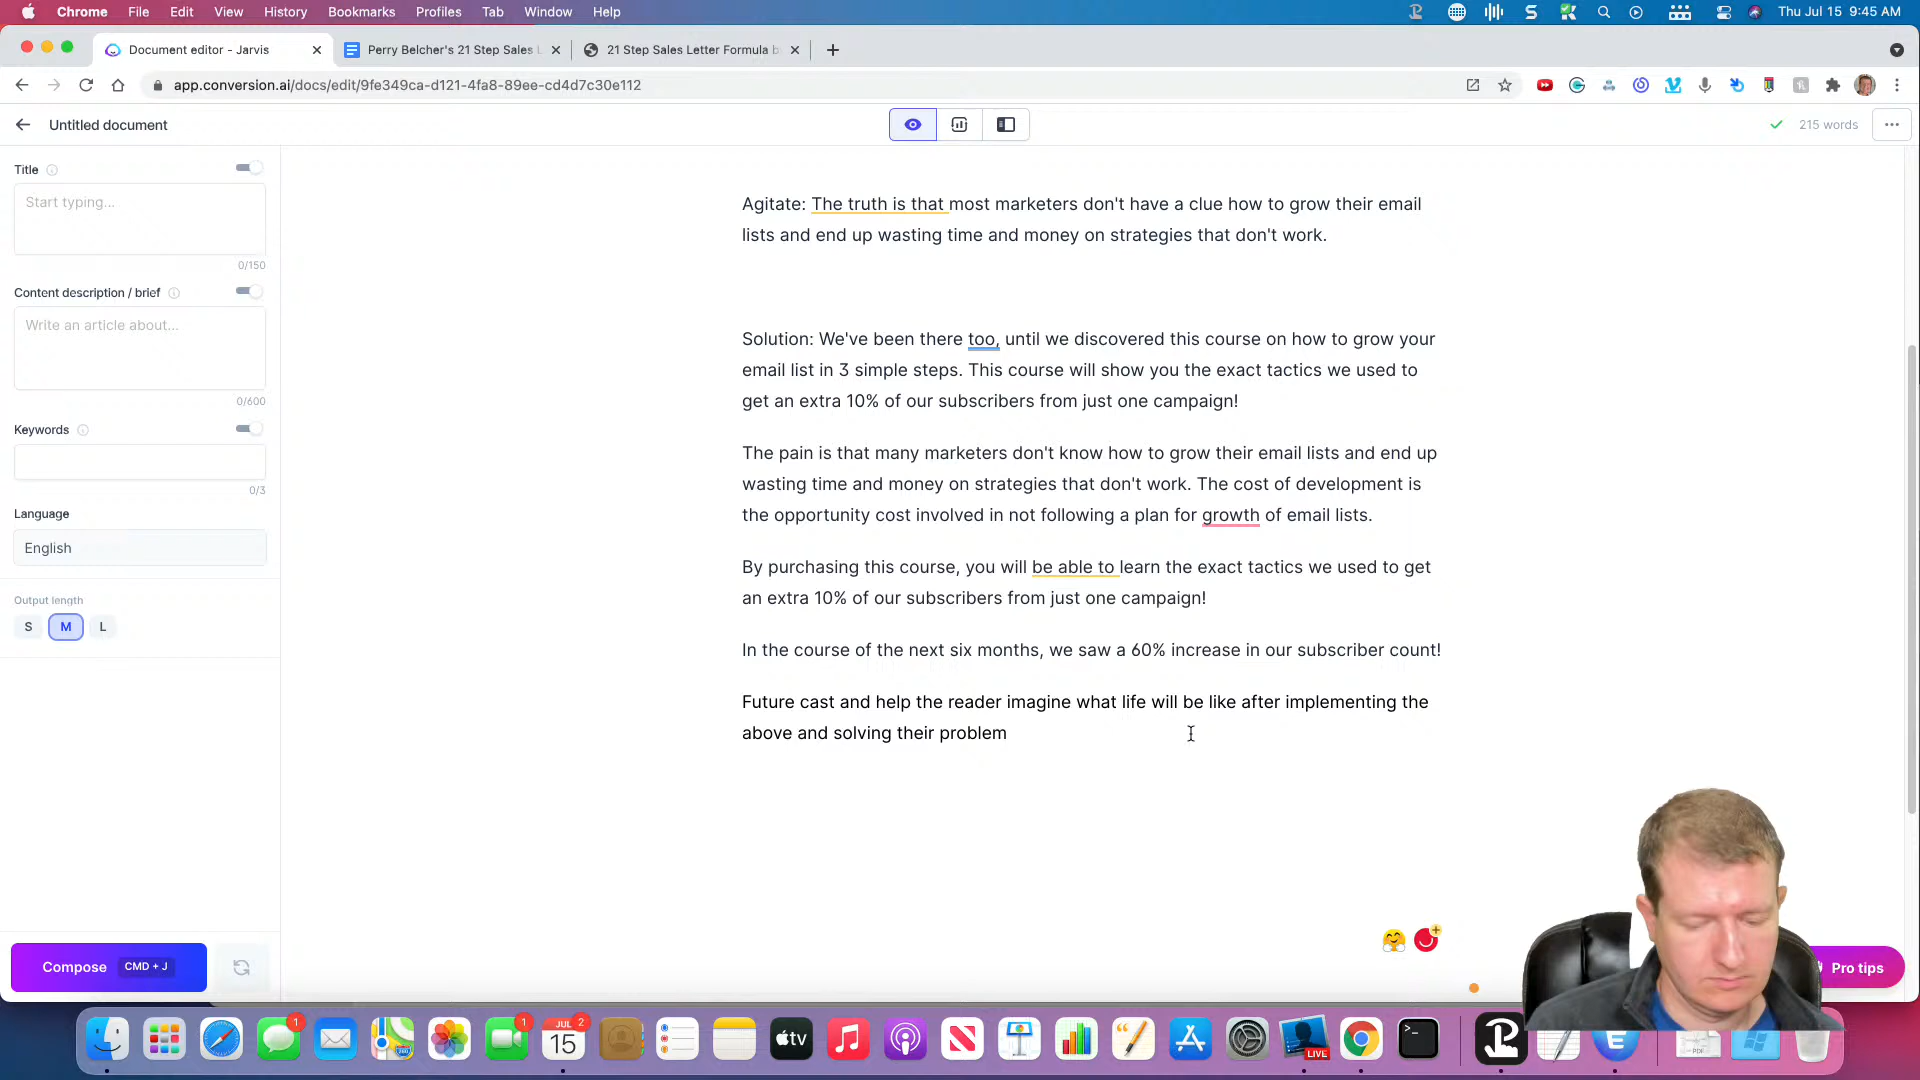 Chrome File Edit View History Bookmarks Profiles Tab Window Help
Thu Jul 15 9:45 AM
Document editor - Jarvis
Perry Belcher's 21 Step Sales L
21 Step Sales Letter Formula b
app.conversion.ai/docs/edit/9fe349ca-d121-4fa8-89ee-cd4d7c30e112
Untitled document
215 words
Title
Start typing...
0/150
Content description / brief
Write an article about...
0/600
Keywords
0/3
Language
English
Output length
S M L
Compose CMD + J
Agitate: The truth is that most marketers don't have a clue how to grow their email
lists and end up wasting time and money on strategies that don't work.
Solution: We've been there too, until we discovered this course on how to grow your
email list in 3 simple steps. This course will show you the exact tactics we used to
get an extra 10% of our subscribers from just one campaign!
The pain is that many marketers don't know how to grow their email lists and end up
wasting time and money on strategies that don't work. The cost of development is
the opportunity cost involved in not following a plan for growth of email lists.
By purchasing this course, you will be able to learn the exact tactics we used to get
an extra 10% of our subscribers from just one campaign!
In the course of the next six months, we saw a 60% increase in our subscriber count!
Future cast and help the reader imagine what life will be like after implementing the
above and solving their problem
Pro tips
1
1
JUL
2
15
tv
LIVE
PDF